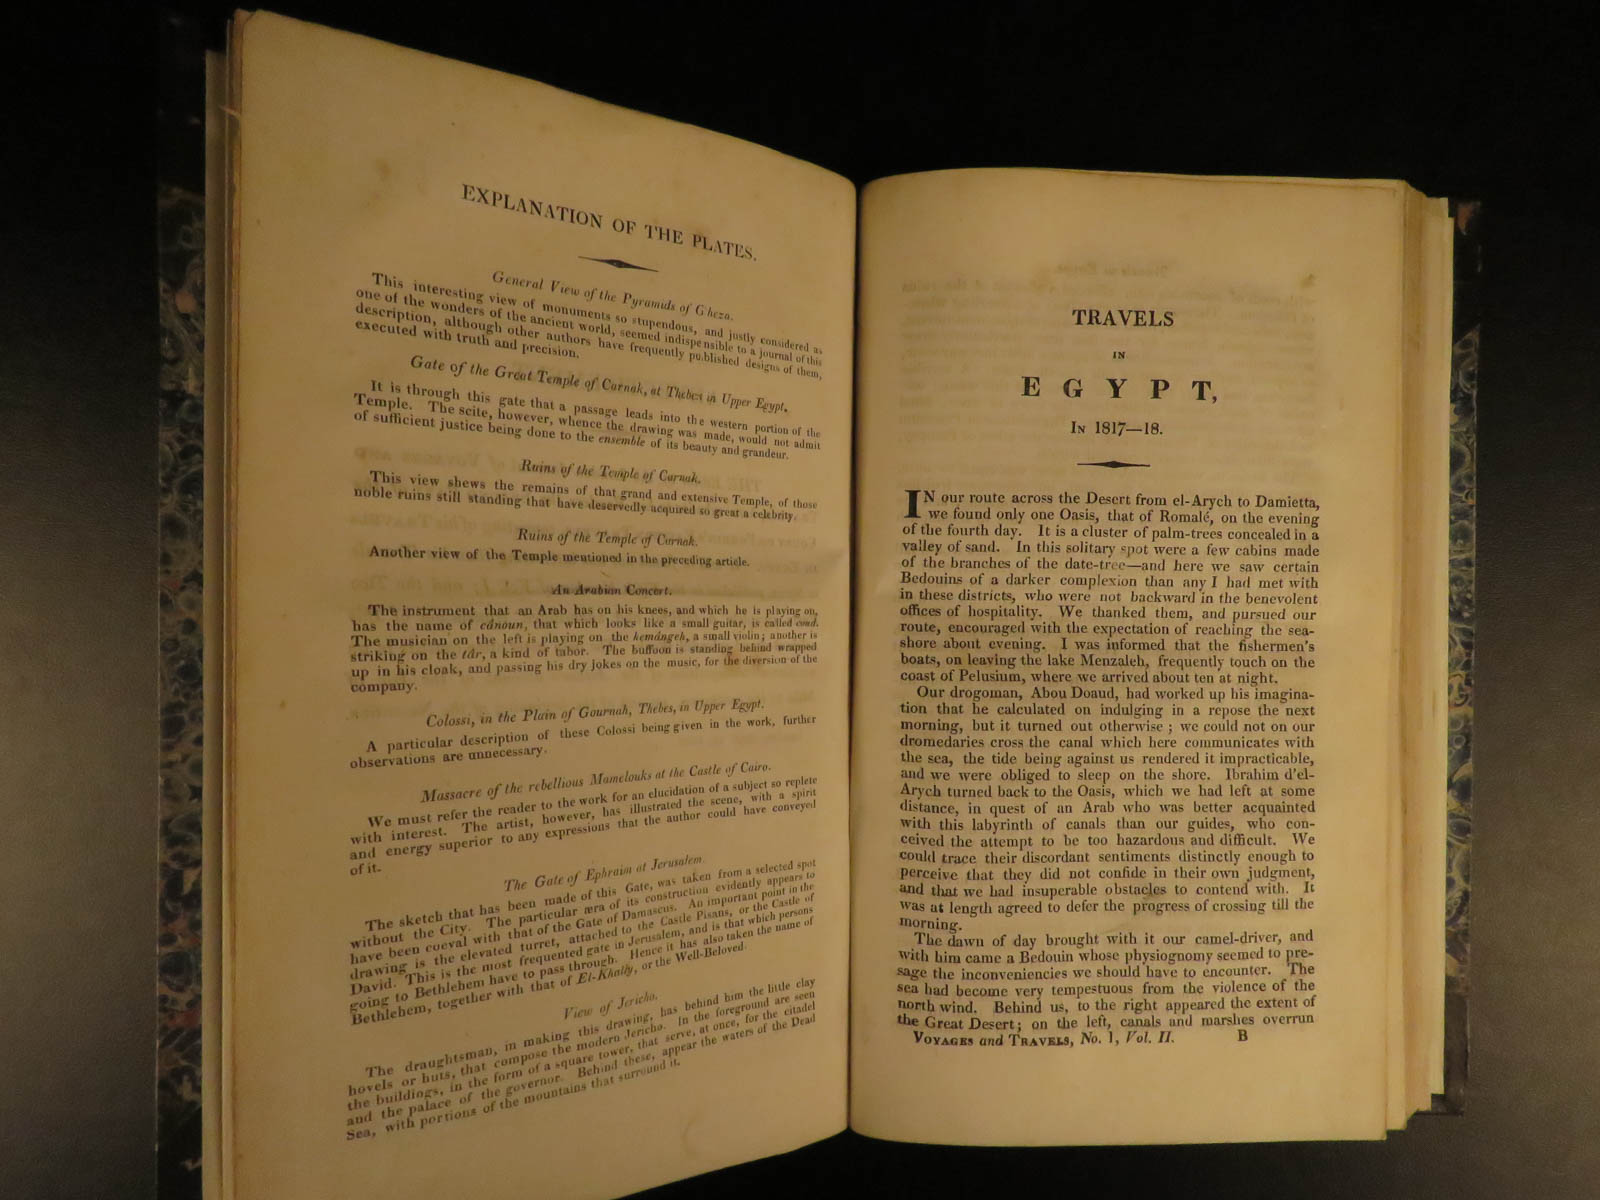 EXPLANATION OF THE PLATES.
General View of the Pyramids of G'heza.
This interesting view of monuments so stupendous, and justly considered as
one of the wonders of the ancient world, seemed indispensible to a journal of this
description, although other authors have frequently published designs of them,
executed with truth and precision.
Gate of the Great Temple of Carnak, at Thebes in Upper Egypt.
It is through this gate that a passage leads into the western portion of the
Temple. The scite, however, whence the drawing was made, would not admit
of sufficient justice being done to the ensemble of its beauty and grandeur.
Ruins of the Temple of Carnak.
This view shews the remains of that grand and extensive Temple, of those
noble ruins still standing that have deservedly acquired so great a celebrity.
Ruins of the Temple of Carnak.
Another view of the Temple mentioned in the preceding article.
An Arabian Concert.
The instrument that an Arab has on his knees, and which he is playing on,
has the name of cánoun, that which looks like a small guitar, is called
The musician on the left is playing on the kemángeh, a small violin; another is
striking on the târ, a kind of tabor. The buffoon is standing behind wrapped
up in his cloak, and passing his dry jokes on the music, for the diversion of the
company.
Colossi, in the Plain of Gournah, Thebes, in Upper Egypt.
A particular description of these Colossi being given in the work, further
observations are unnecessary.
Massacre of the rebellious Mamelouks at the Castle of Cairo.
We must refer the reader to the work for an elucidation of a subject so replete
with interest. The artist, however, has illustrated the scene, with a spirit
and energy superior to any expressions that the author could have conveyed
of it.
The Gate of Ephraim at Jerusalem.
The sketch that has been made of this Gate, was taken from a selected spot
without the City. The particular æra of its construction evidently appears to
have been coeval with that of the Gate of Damascus. An important point in the
drawing is the elevated turret, attached to the Castle Pisans, or the Castle of
David. This is the most frequented gate in Jerusalem, and is that which persons
going to Bethlehem have to pass through. Hence it has also taken the name of
Bethlehem, together with that of El-Khally, or the Well-Beloved.
View of Jericho.
The draughtsman, in making this drawing, has behind him the little clay
hovels or huts, that compose the modern Jericho. In the foreground are seen
the buildings, in the form of a square tower, that serve, at once, for the citadel
and the palace of the governor. Behind these, appear the waters of the Dead
Sea, with portions of the mountains that surround it.
TRAVELS
IN
EGYPT,
IN 1817—18.
IN our route across the Desert from el-Arych to Damietta,
we found only one Oasis, that of Romalé, on the evening
of the fourth day. It is a cluster of palm-trees concealed in a
valley of sand. In this solitary spot were a few cabins made
of the branches of the date-tree—and here we saw certain
Bedouins of a darker complexion than any I had met with
in these districts, who were not backward in the benevolent
offices of hospitality. We thanked them, and pursued our
route, encouraged with the expectation of reaching the sea-
shore about evening. I was informed that the fishermen's
boats, on leaving the lake Menzaleh, frequently touch on the
coast of Pelusium, where we arrived about ten at night.
Our drogoman, Abou Doaud, had worked up his imagina-
tion that he calculated on indulging in a repose the next
morning, but it turned out otherwise; we could not on our
dromedaries cross the canal which here communicates with
the sea, the tide being against us rendered it impracticable,
and we were obliged to sleep on the shore. Ibrahim d'el-
Arych turned back to the Oasis, which we had left at some
distance, in quest of an Arab who was better acquainted
with this labyrinth of canals than our guides, who con-
ceived the attempt to be too hazardous and difficult. We
could trace their discordant sentiments distinctly enough to
perceive that they did not confide in their own judgment,
and that we had insuperable obstacles to contend with. It
was at length agreed to defer the progress of crossing till the
morning.
The dawn of day brought with it our camel-driver, and
with him came a Bedouin whose physiognomy seemed to pre-
sage the inconveniencies we should have to encounter. The
sea had become very tempestuous from the violence of the
north wind. Behind us, to the right appeared the extent of
the Great Desert; on the left, canals and marshes overrun
VOYAGES and TRAVELS, No. 1, Vol. II. B